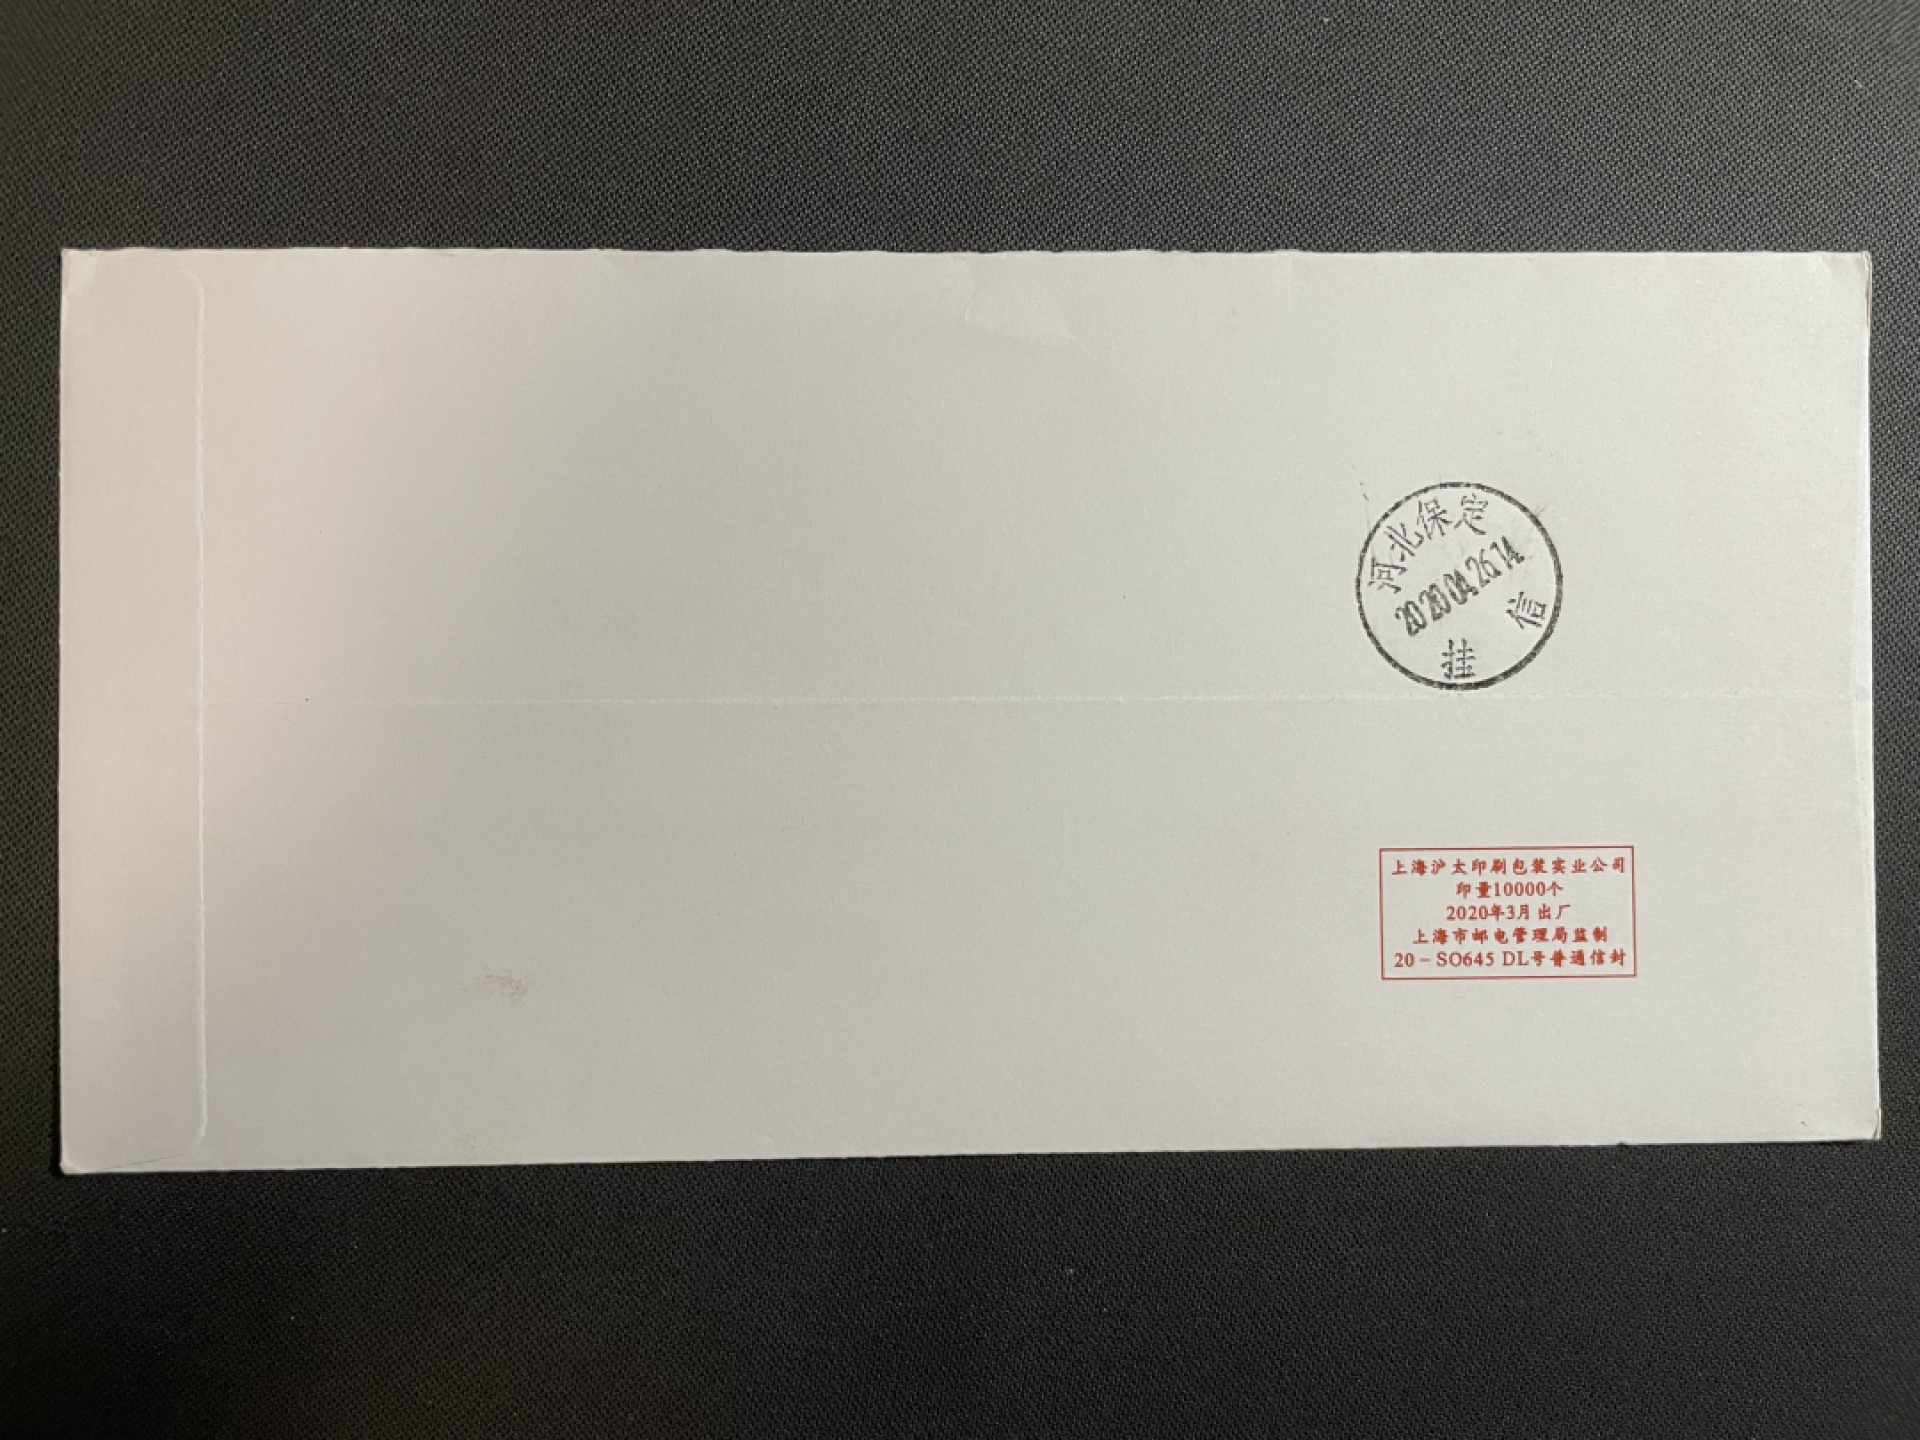 河北保定
2020.04.26.14
挂 信
上海沪太印刷包装实业公司
印量10000个
2020年3月出厂
上海市邮电管理局监制
20－SO645 DL号普通信封